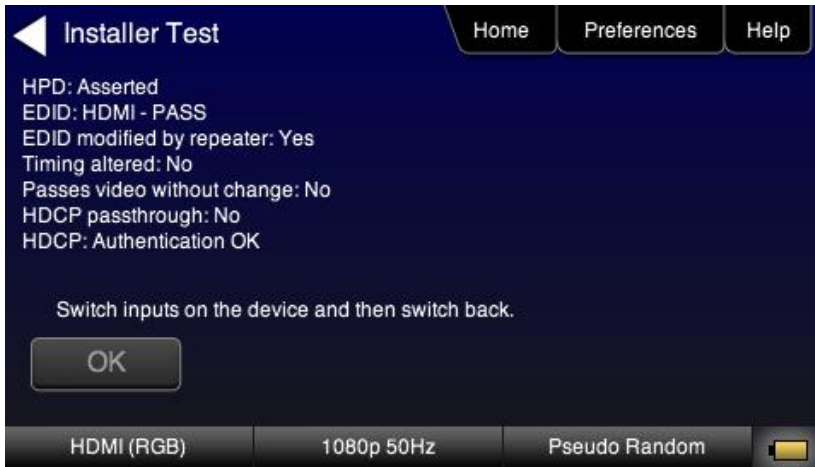 Installer Test
Home
Preferences
Help
HPD: Asserted
EDID: HDMI - PASS
EDID modified by repeater: Yes
Timing altered: No
Passes video without change: No
HDCP passthrough: No
HDCP: Authentication OK
Switch inputs on the device and then switch back.
OK
HDMI (RGB)
1080p 50Hz
Pseudo Random